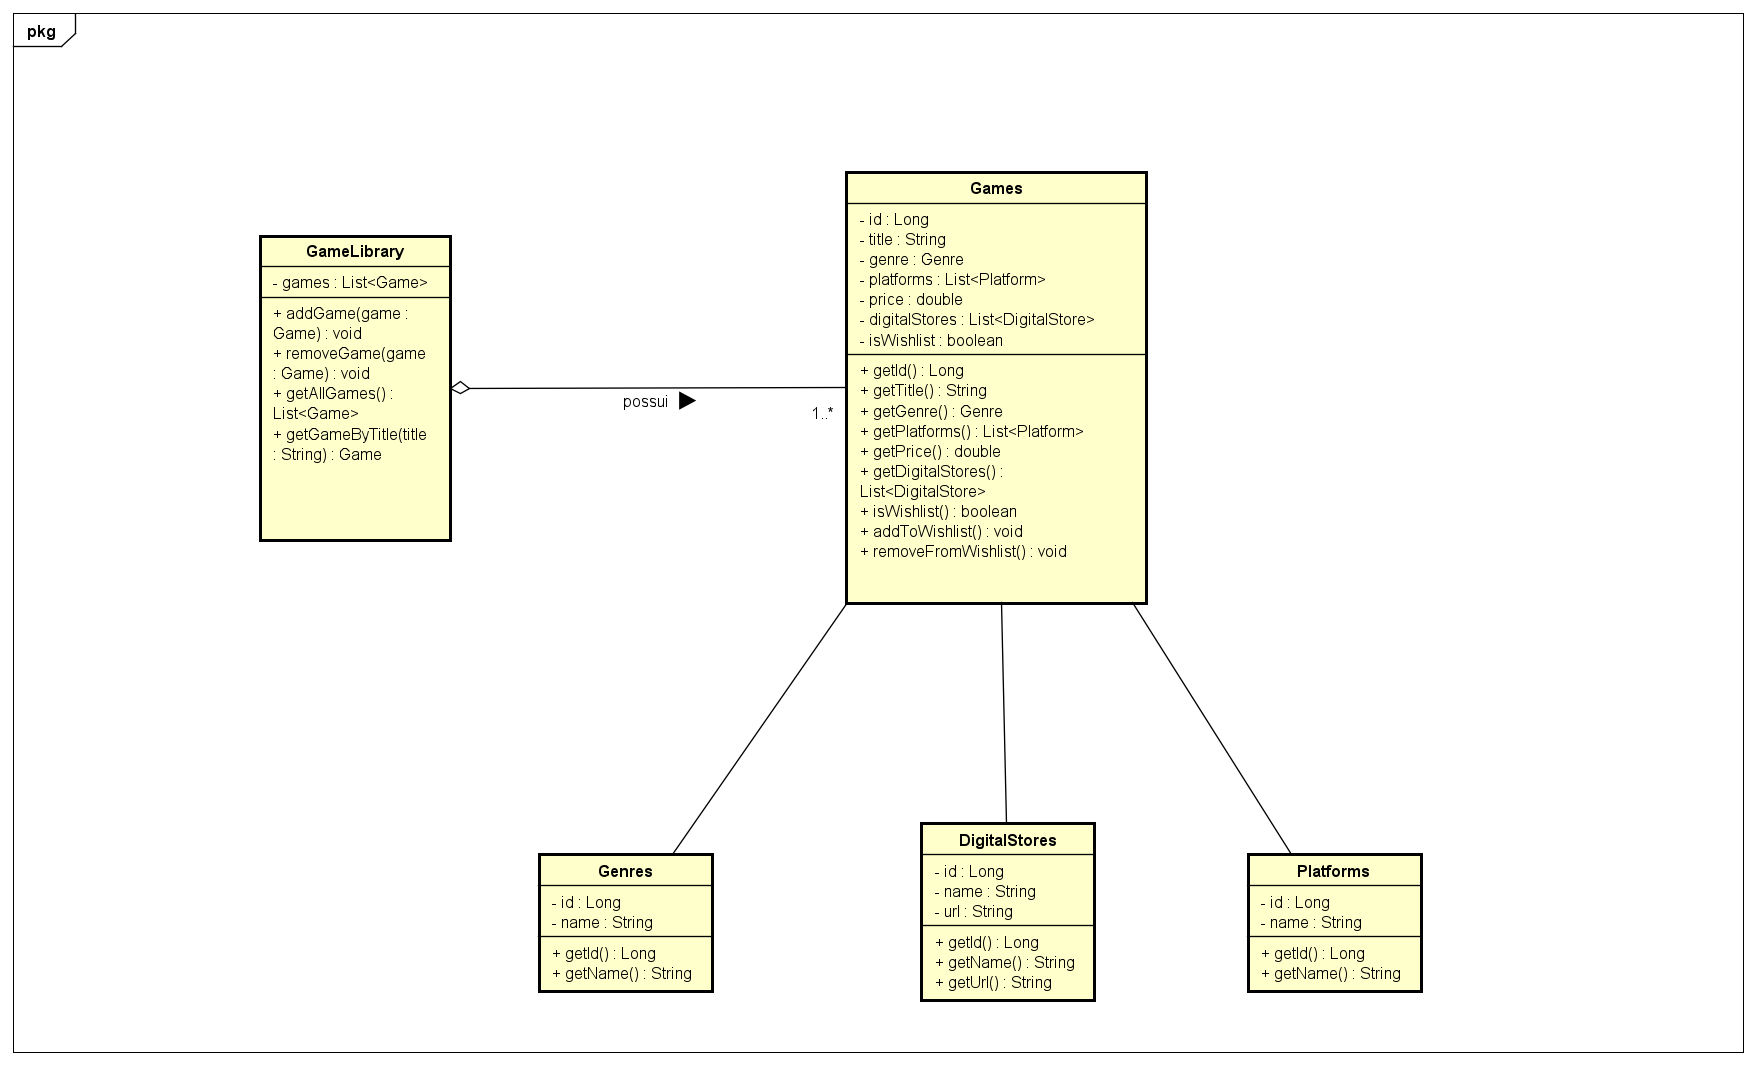 pkg
GameLibrary
- games : List<Game>
+ addGame(game :
Game) : void
+ removeGame(game
: Game) : void
+ getAllGames() :
List<Game>
+ getGameByTitle(title
: String) : Game
possui
1..*
Games
- id : Long
- title : String
- genre : Genre
- platforms : List<Platform>
- price : double
- digitalStores : List<DigitalStore>
- isWishlist : boolean
+ getId() : Long
+ getTitle() : String
+ getGenre() : Genre
+ getPlatforms() : List<Platform>
+ getPrice() : double
+ getDigitalStores() :
List<DigitalStore>
+ isWishlist() : boolean
+ addToWishlist() : void
+ removeFromWishlist() : void
Genres
- id : Long
- name : String
+ getId() : Long
+ getName() : String
DigitalStores
- id : Long
- name : String
- url : String
+ getId() : Long
+ getName() : String
+ getUrl() : String
Platforms
- id : Long
- name : String
+ getId() : Long
+ getName() : String